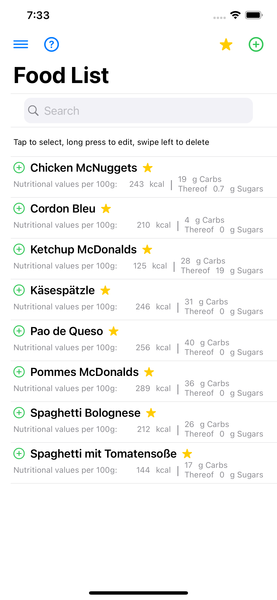 7:33
?
Food List
Search
Tap to select, long press to edit, swipe left to delete
Chicken McNuggets
Nutritional values per 100g: 243 kcal 19 g Carbs
Thereof 0.7 g Sugars
Cordon Bleu
Nutritional values per 100g: 210 kcal 4 g Carbs
Thereof 0 g Sugars
Ketchup McDonalds
Nutritional values per 100g: 125 kcal 28 g Carbs
Thereof 19 g Sugars
Käsespätzle
Nutritional values per 100g: 246 kcal 31 g Carbs
Thereof 0 g Sugars
Pao de Queso
Nutritional values per 100g: 256 kcal 40 g Carbs
Thereof 0 g Sugars
Pommes McDonalds
Nutritional values per 100g: 289 kcal 36 g Carbs
Thereof 0 g Sugars
Spaghetti Bolognese
Nutritional values per 100g: 212 kcal 26 g Carbs
Thereof 0 g Sugars
Spaghetti mit Tomatensoße
Nutritional values per 100g: 144 kcal 17 g Carbs
Thereof 0 g Sugars